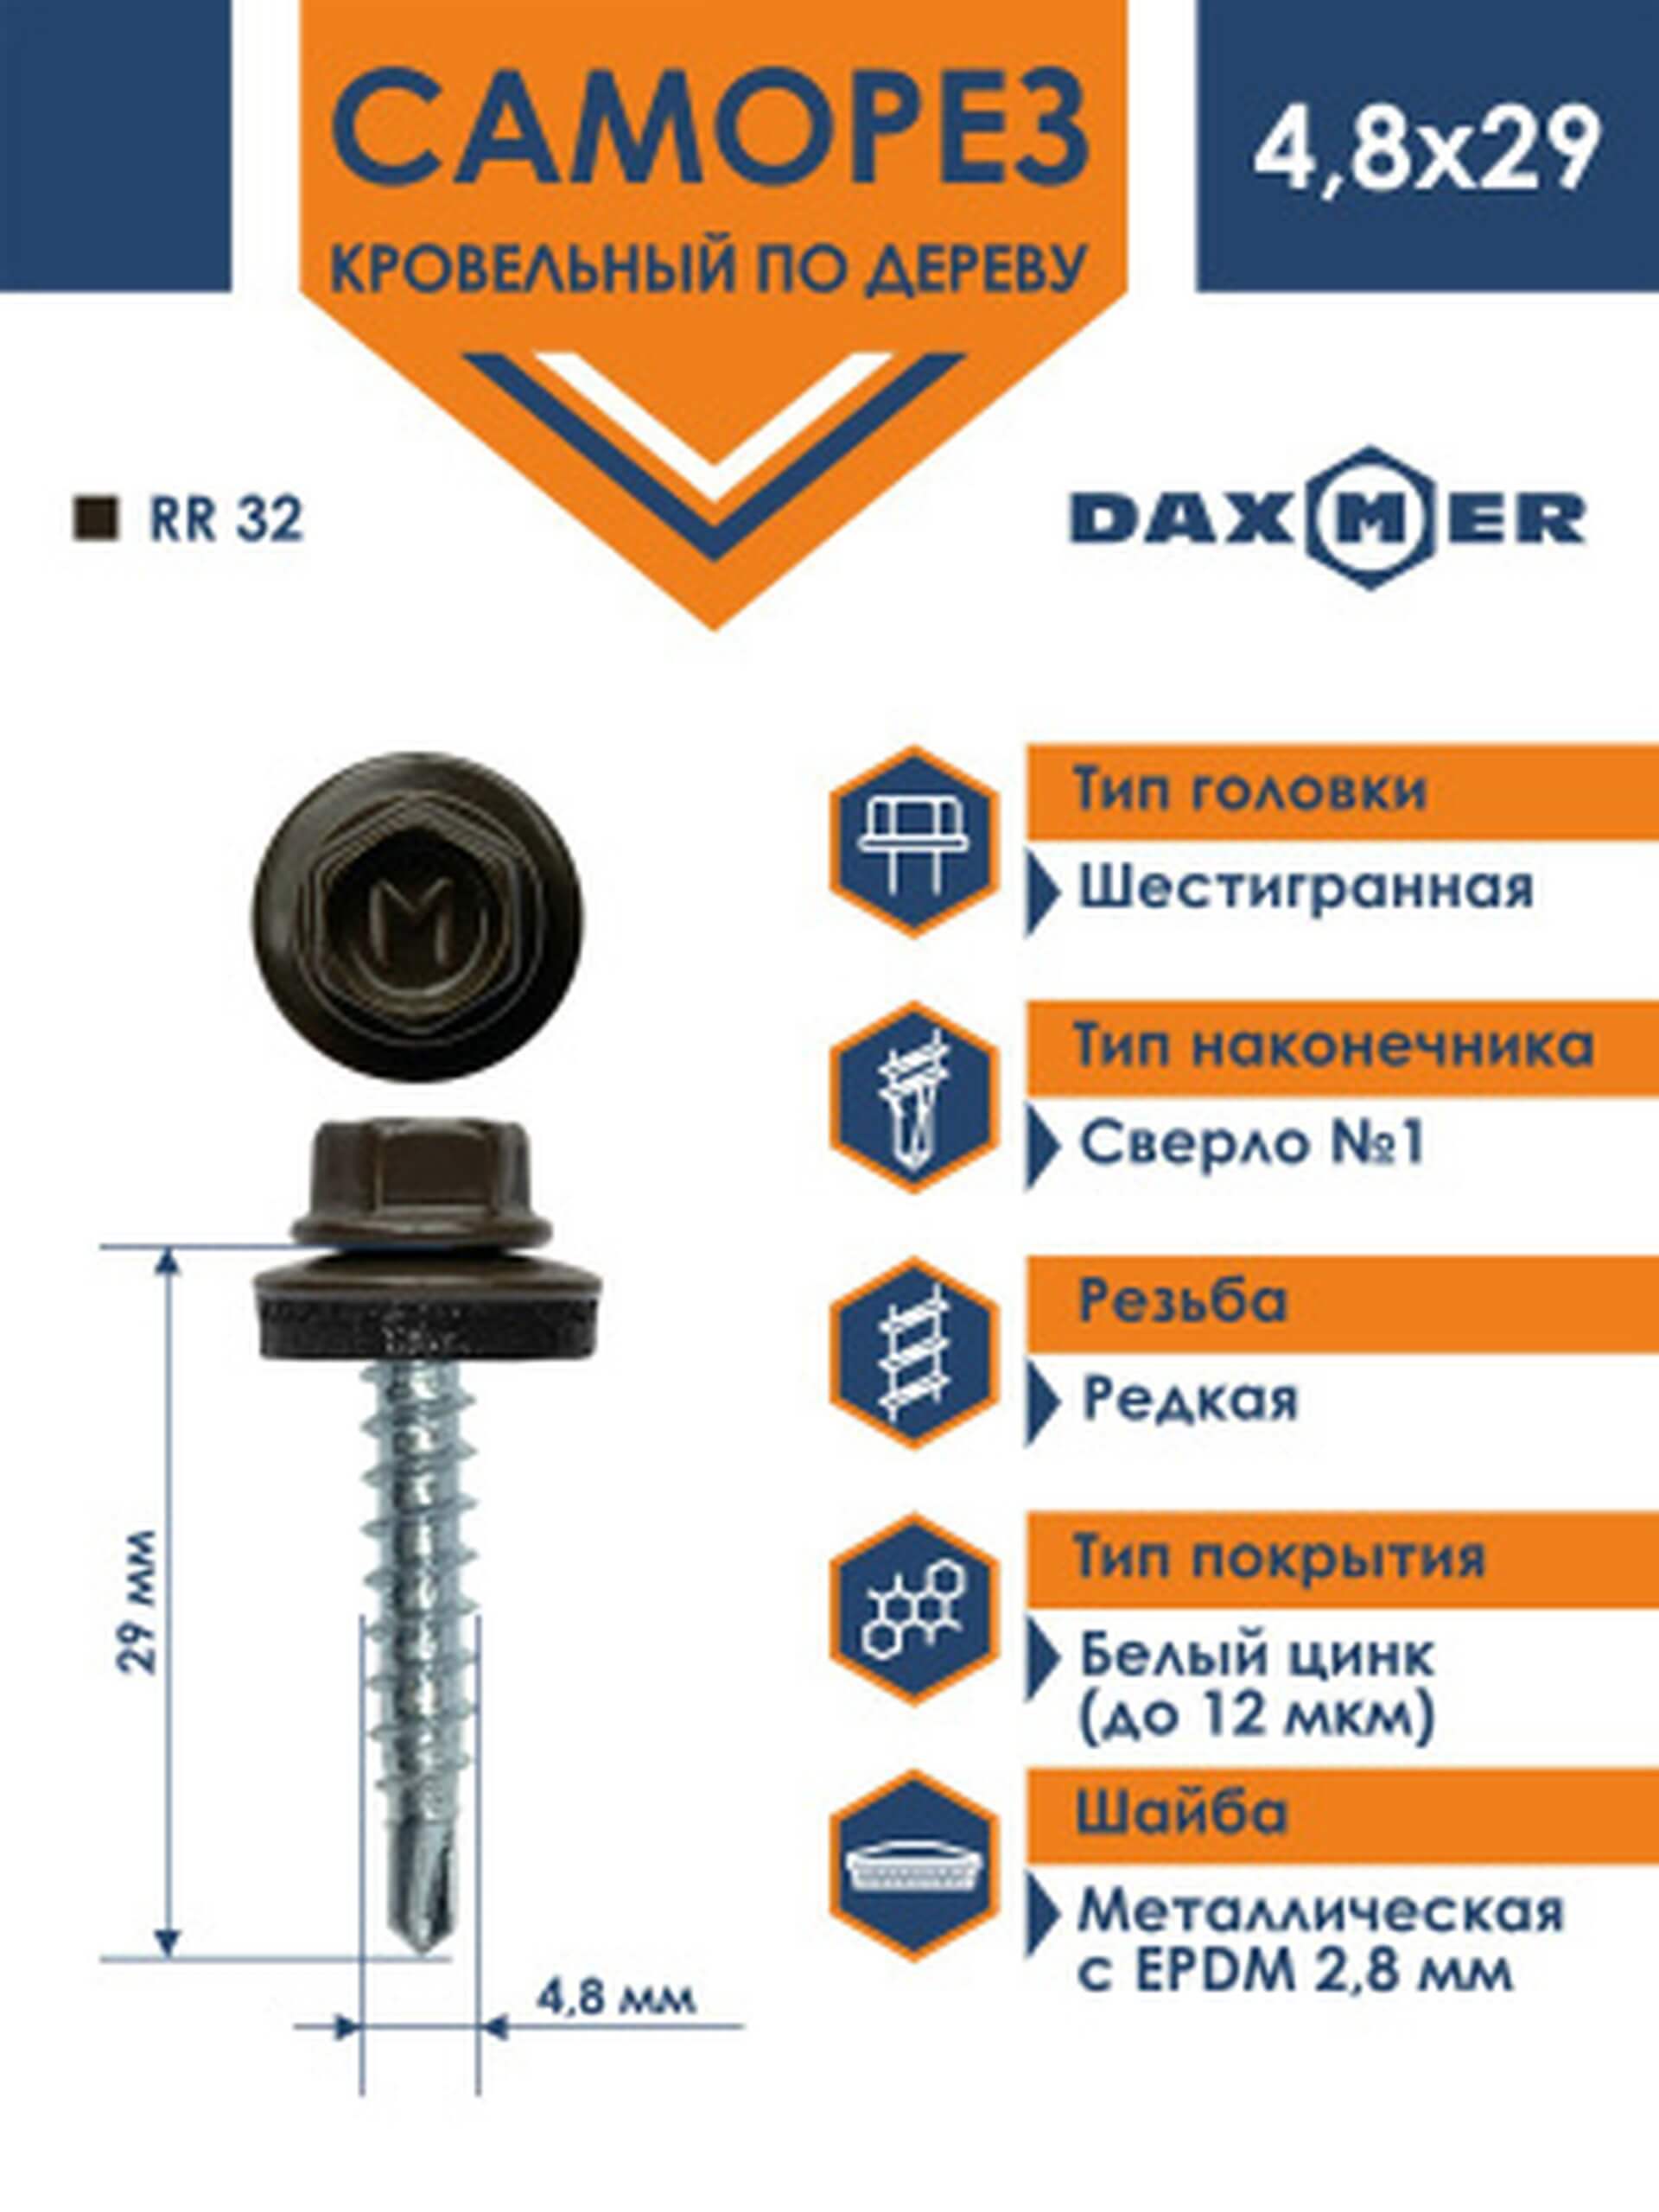 САМОРЕЗ
КРОВЕЛЬНЫЙ ПО ДЕРЕВУ
4,8x29
RR 32
DAXMER
M
Тип головки
Шестигранная
Тип наконечника
Сверло №1
Резьба
Редкая
Тип покрытия
Белый цинк
(до 12 мкм)
Шайба
Металлическая
с EPDM 2,8 мм
29 мм
4,8 мм